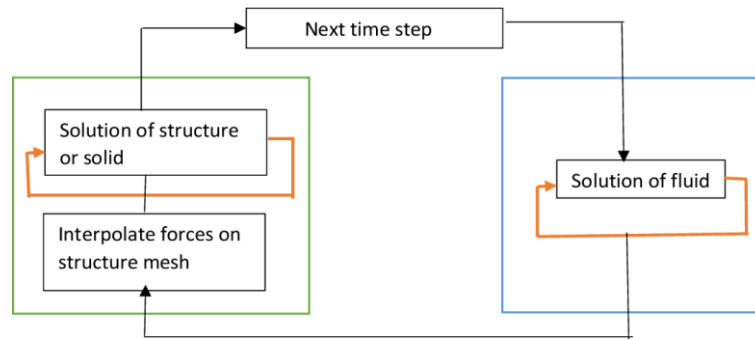 Next time step
Solution of structure
or solid
Solution of fluid
Interpolate forces on
structure mesh